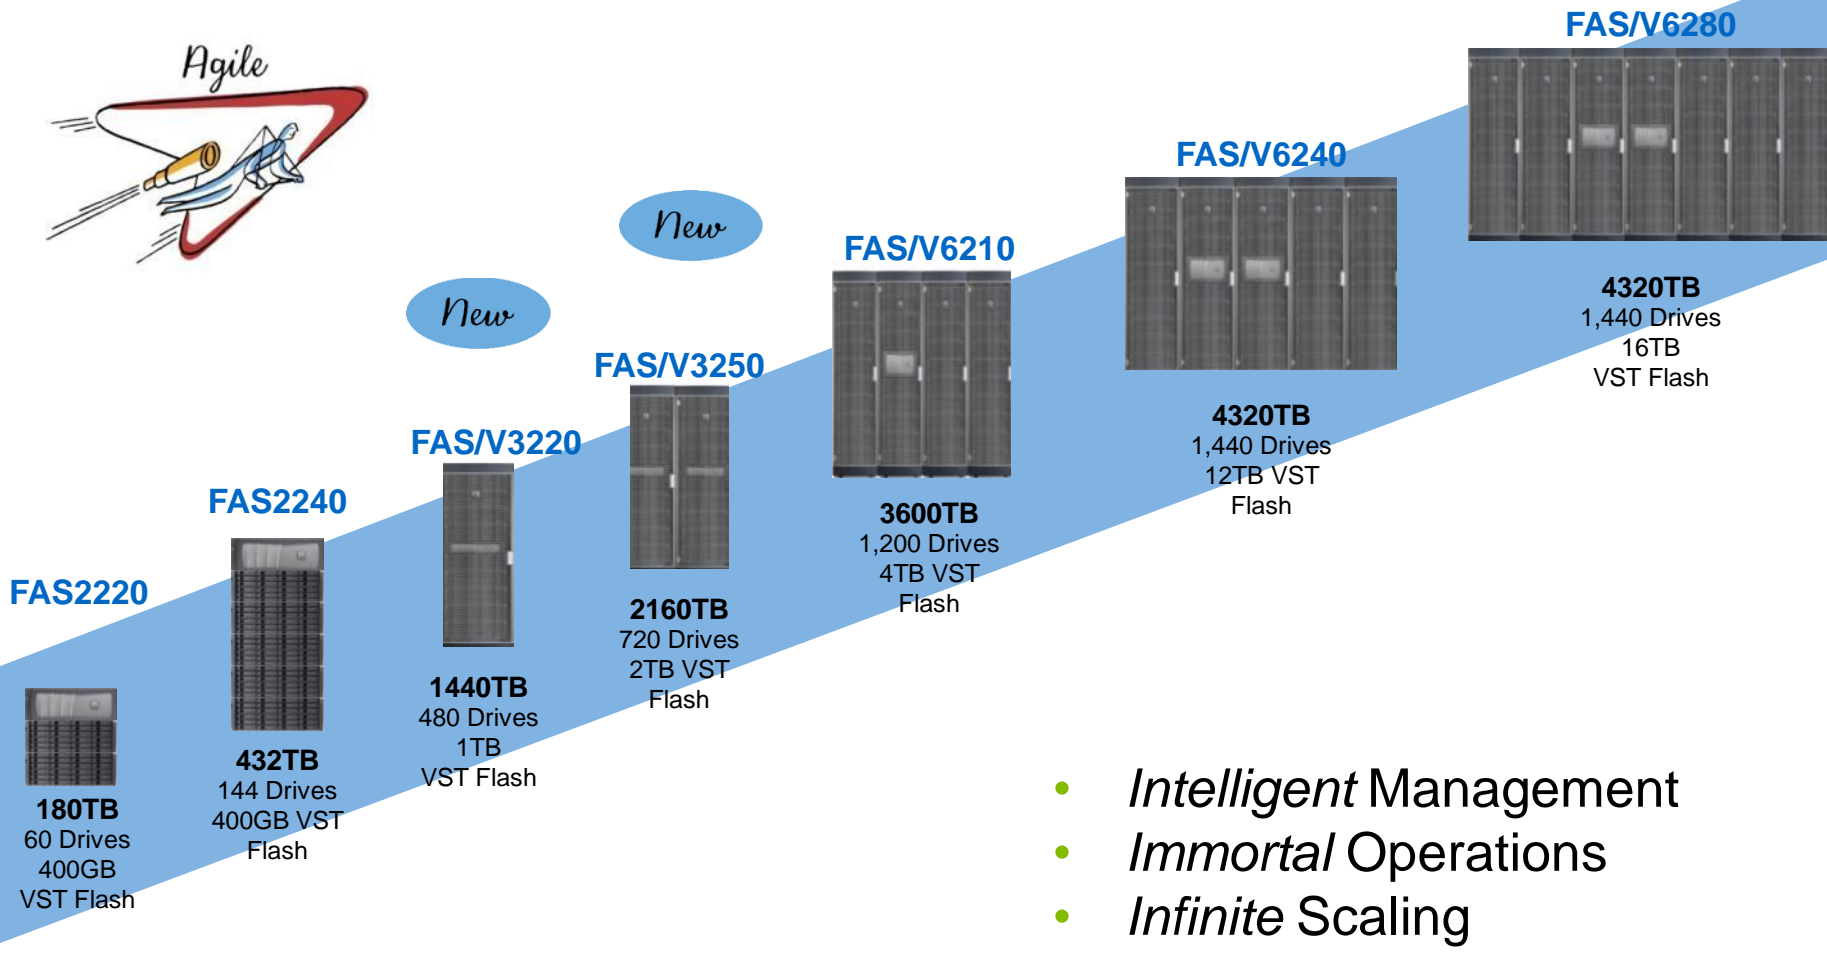 Agile
FAS2220
180TB
60 Drives
400GB
VST Flash
FAS2240
432TB
144 Drives
400GB VST
Flash
New
FAS/V3220
1440TB
480 Drives
1TB
VST Flash
New
FAS/V3250
2160TB
720 Drives
2TB VST
Flash
FAS/V6210
3600TB
1,200 Drives
4TB VST
Flash
FAS/V6240
4320TB
1,440 Drives
12TB VST
Flash
FAS/V6280
4320TB
1,440 Drives
16TB
VST Flash
• Intelligent Management
• Immortal Operations
• Infinite Scaling